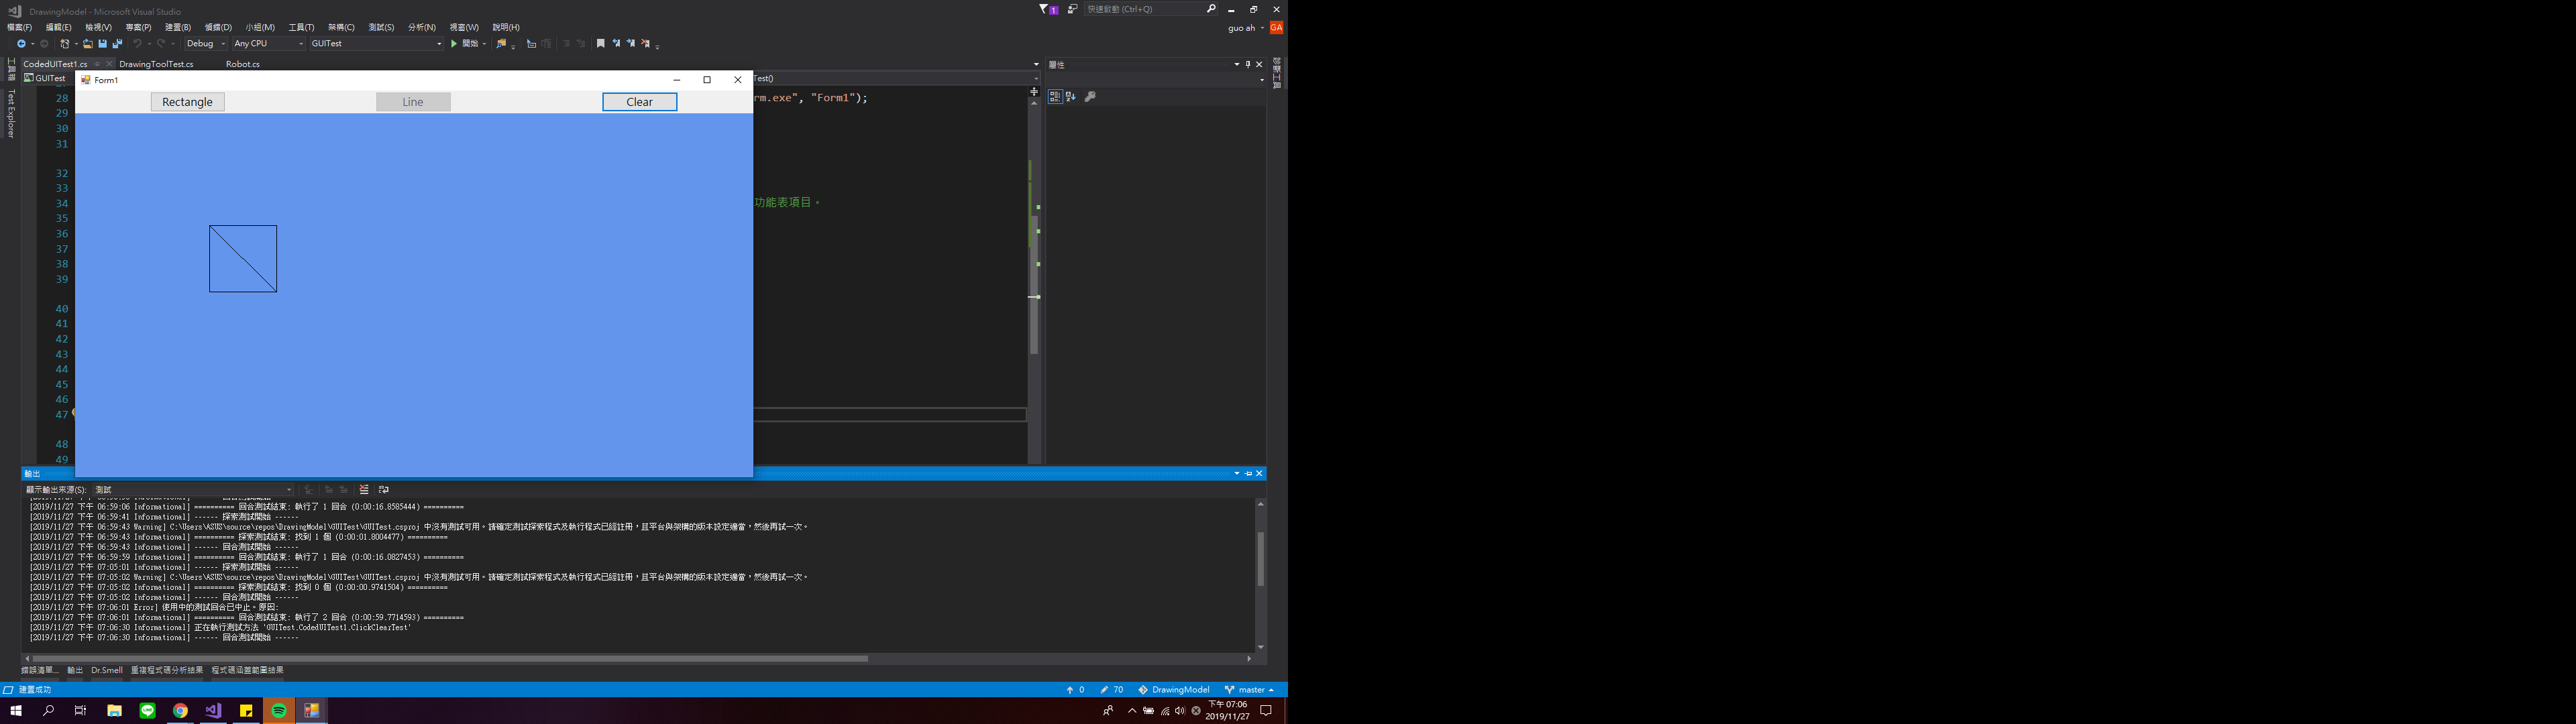 DrawingModel - Microsoft Visual Studio
1
快速啟動 (Ctrl+Q)
檔案(F) 編輯(E) 檢視(V) 專案(P) 建置(B) 偵錯(D) 小組(M) 工具(T) 架構(C) 測試(S) 分析(N) 視窗(W) 說明(H)
guo ah GA
Debug Any CPU GUITest 開始
CodedUITest1.cs DrawingToolTest.cs Robot.cs
屬性
GUITest
Test()
Test Explorer
Form1
Rectangle Line Clear
28
rm.exe", "Form1");
29
30
31
32
33
34
功能表項目。
35
36
37
38
39
40
41
42
43
44
45
46
47
48
49
輸出
顯示輸出來源(S): 測試
[2019/11/27 下午 06:59:06 Informational] ========== 回合測試結束: 執行了 1 回合 (0:00:16.8585444) ==========
[2019/11/27 下午 06:59:41 Informational] ------ 探索測試開始 ------
[2019/11/27 下午 06:59:43 Warning] C:\Users\ASUS\source\repos\DrawingModel\GUITest\GUITest.csproj 中沒有測試可用。請確定測試探索程式及執行程式已經註冊，且平台與架構的版本設定適當，然後再試一次。
[2019/11/27 下午 06:59:43 Informational] ========== 探索測試結束: 找到 1 個 (0:00:01.8004477) ==========
[2019/11/27 下午 06:59:43 Informational] ------ 回合測試開始 ------
[2019/11/27 下午 06:59:59 Informational] ========== 回合測試結束: 執行了 1 回合 (0:00:16.0827453) ==========
[2019/11/27 下午 07:05:01 Informational] ------ 探索測試開始 ------
[2019/11/27 下午 07:05:02 Warning] C:\Users\ASUS\source\repos\DrawingModel\GUITest\GUITest.csproj 中沒有測試可用。請確定測試探索程式及執行程式已經註冊，且平台與架構的版本設定適當，然後再試一次。
[2019/11/27 下午 07:05:02 Informational] ========== 探索測試結束: 找到 0 個 (0:00:00.9741504) ==========
[2019/11/27 下午 07:05:02 Informational] ------ 回合測試開始 ------
[2019/11/27 下午 07:06:01 Error] 使用中的測試回合已中止。原因:
[2019/11/27 下午 07:06:01 Informational] ========== 回合測試結束: 執行了 2 回合 (0:00:59.7714593) ==========
[2019/11/27 下午 07:06:30 Informational] 正在執行測試方法 'GUITest.CodedUITest1.ClickClearTest'
[2019/11/27 下午 07:06:30 Informational] ------ 回合測試開始 ------
錯誤清單... 輸出 Dr.Smell 重複程式碼分析結果 程式碼涵蓋範圍結果
建置成功
0 70 DrawingModel master
下午 07:06
2019/11/27